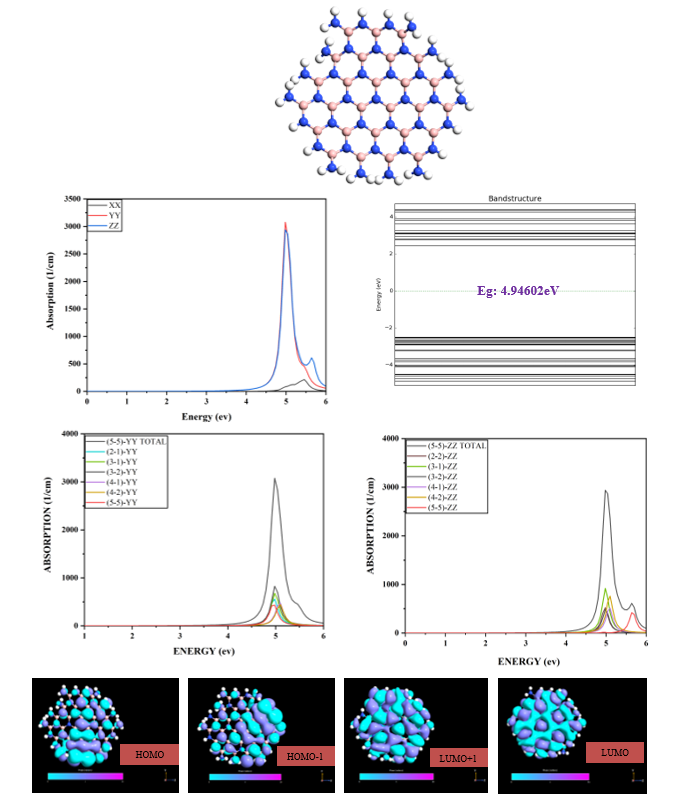 3500
3000
2500
2000
1500
1000
500
0
Absorption (1/cm)
XX
YY
ZZ
0 1 2 3 4 5 6
Energy (ev)
Bandstructure
Energy (eV)
4
2
0
−2
−4
Eg: 4.94602eV
4000
3000
2000
1000
0
ABSORPTION (1/cm)
(5-5)-YY TOTAL
(2-1)-YY
(3-1)-YY
(3-2)-YY
(4-1)-YY
(4-2)-YY
(5-5)-YY
1 2 3 4 5 6
ENERGY (ev)
4000
3000
2000
1000
0
ABSORPTION (1/cm)
(5-5)-ZZ TOTAL
(2-2)-ZZ
(3-1)-ZZ
(3-2)-ZZ
(4-1)-ZZ
(4-2)-ZZ
(5-5)-ZZ
0 1 2 3 4 5 6
ENERGY (ev)
HOMO
HOMO-1
LUMO+1
LUMO